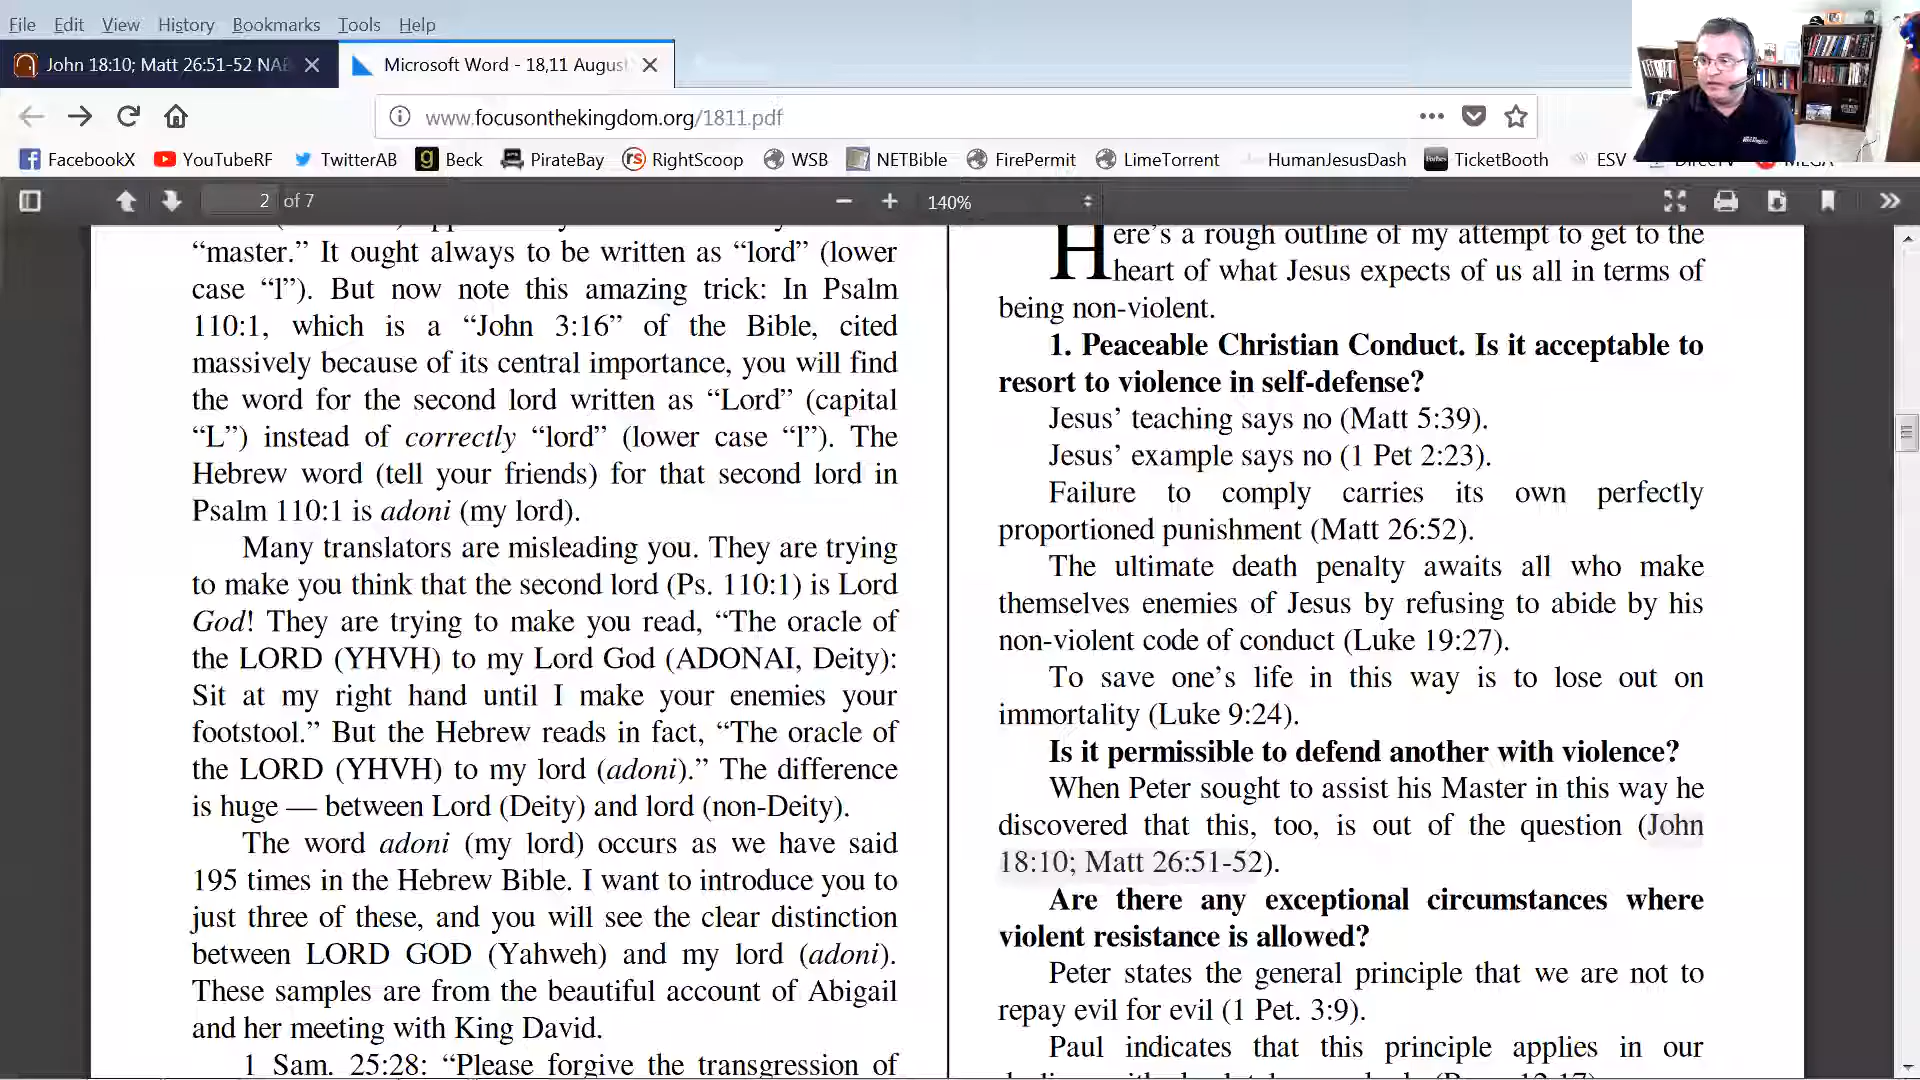 File Edit View History Bookmarks Tools Help
John 18:10; Matt 26:51-52 NAB
Microsoft Word - 18,11 August
www.focusonthekingdom.org/1811.pdf
FacebookX YouTubeRF TwitterAB Beck PirateBay RightScoop WSB NETBible FirePermit LimeTorrent HumanJesusDash TicketBooth ESV DirecTV MEGA
2 of 7
140%
“master.” It ought always to be written as “lord” (lower
case “l”). But now note this amazing trick: In Psalm
110:1, which is a “John 3:16” of the Bible, cited
massively because of its central importance, you will find
the word for the second lord written as “Lord” (capital
“L”) instead of correctly “lord” (lower case “l”). The
Hebrew word (tell your friends) for that second lord in
Psalm 110:1 is adoni (my lord).
Many translators are misleading you. They are trying
to make you think that the second lord (Ps. 110:1) is Lord
God! They are trying to make you read, “The oracle of
the LORD (YHVH) to my Lord God (ADONAI, Deity):
Sit at my right hand until I make your enemies your
footstool.” But the Hebrew reads in fact, “The oracle of
the LORD (YHVH) to my lord (adoni).” The difference
is huge — between Lord (Deity) and lord (non-Deity).
The word adoni (my lord) occurs as we have said
195 times in the Hebrew Bible. I want to introduce you to
just three of these, and you will see the clear distinction
between LORD GOD (Yahweh) and my lord (adoni).
These samples are from the beautiful account of Abigail
and her meeting with King David.
1 Sam. 25:28: “Please forgive the transgression of
Here’s a rough outline of my attempt to get to the
heart of what Jesus expects of us all in terms of
being non-violent.
1. Peaceable Christian Conduct. Is it acceptable to
resort to violence in self-defense?
Jesus’ teaching says no (Matt 5:39).
Jesus’ example says no (1 Pet 2:23).
Failure to comply carries its own perfectly
proportioned punishment (Matt 26:52).
The ultimate death penalty awaits all who make
themselves enemies of Jesus by refusing to abide by his
non-violent code of conduct (Luke 19:27).
To save one’s life in this way is to lose out on
immortality (Luke 9:24).
Is it permissible to defend another with violence?
When Peter sought to assist his Master in this way he
discovered that this, too, is out of the question (John
18:10; Matt 26:51-52).
Are there any exceptional circumstances where
violent resistance is allowed?
Peter states the general principle that we are not to
repay evil for evil (1 Pet. 3:9).
Paul indicates that this principle applies in our